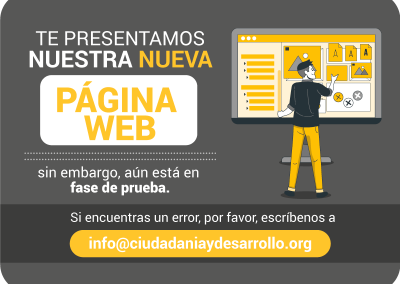 TE PRESENTAMOS
NUESTRA NUEVA
PÁGINA
WEB
sin embargo, aún está en
fase de prueba.
Si encuentras un error, por favor, escríbenos a
info@ciudadaniaydesarrollo.org